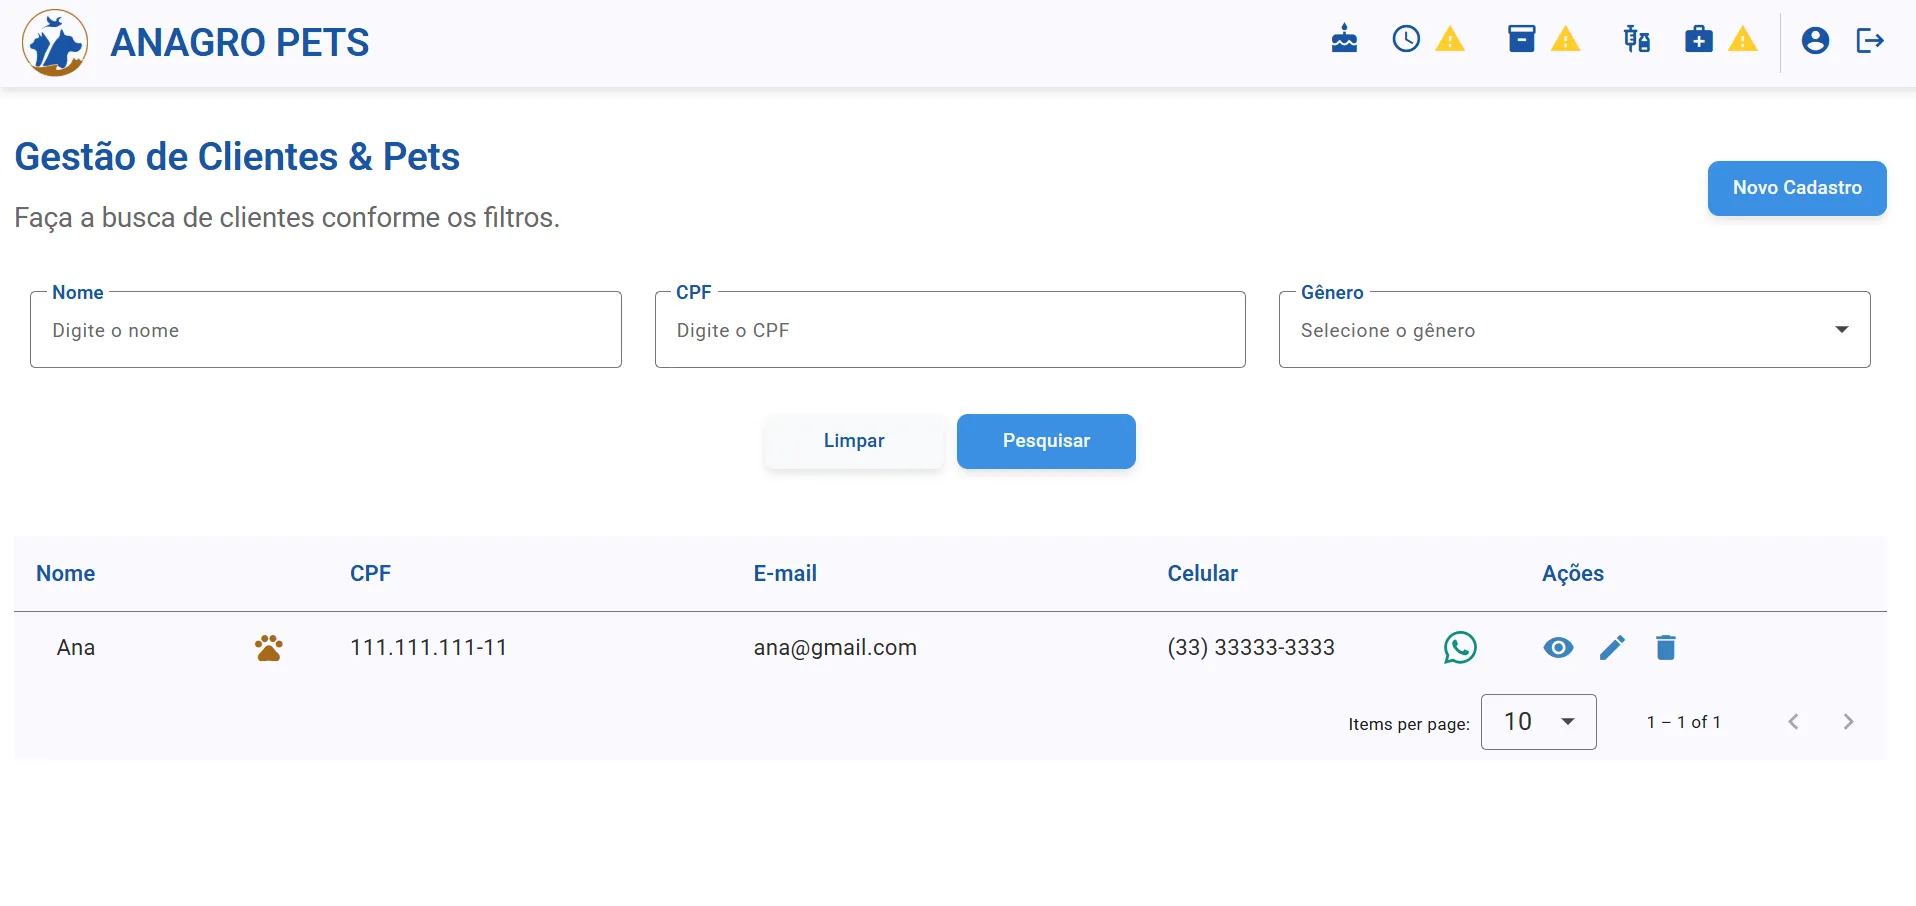 ANAGRO PETS
Gestão de Clientes & Pets
Novo Cadastro
Faça a busca de clientes conforme os filtros.
Nome CPF Gênero
Digite o nome Digite o CPF Selecione o gênero
Limpar Pesquisar
Nome CPF E-mail Celular Ações
Ana 111.111.111-11 ana@gmail.com (33) 33333-3333
Items per page: 10 1 – 1 of 1